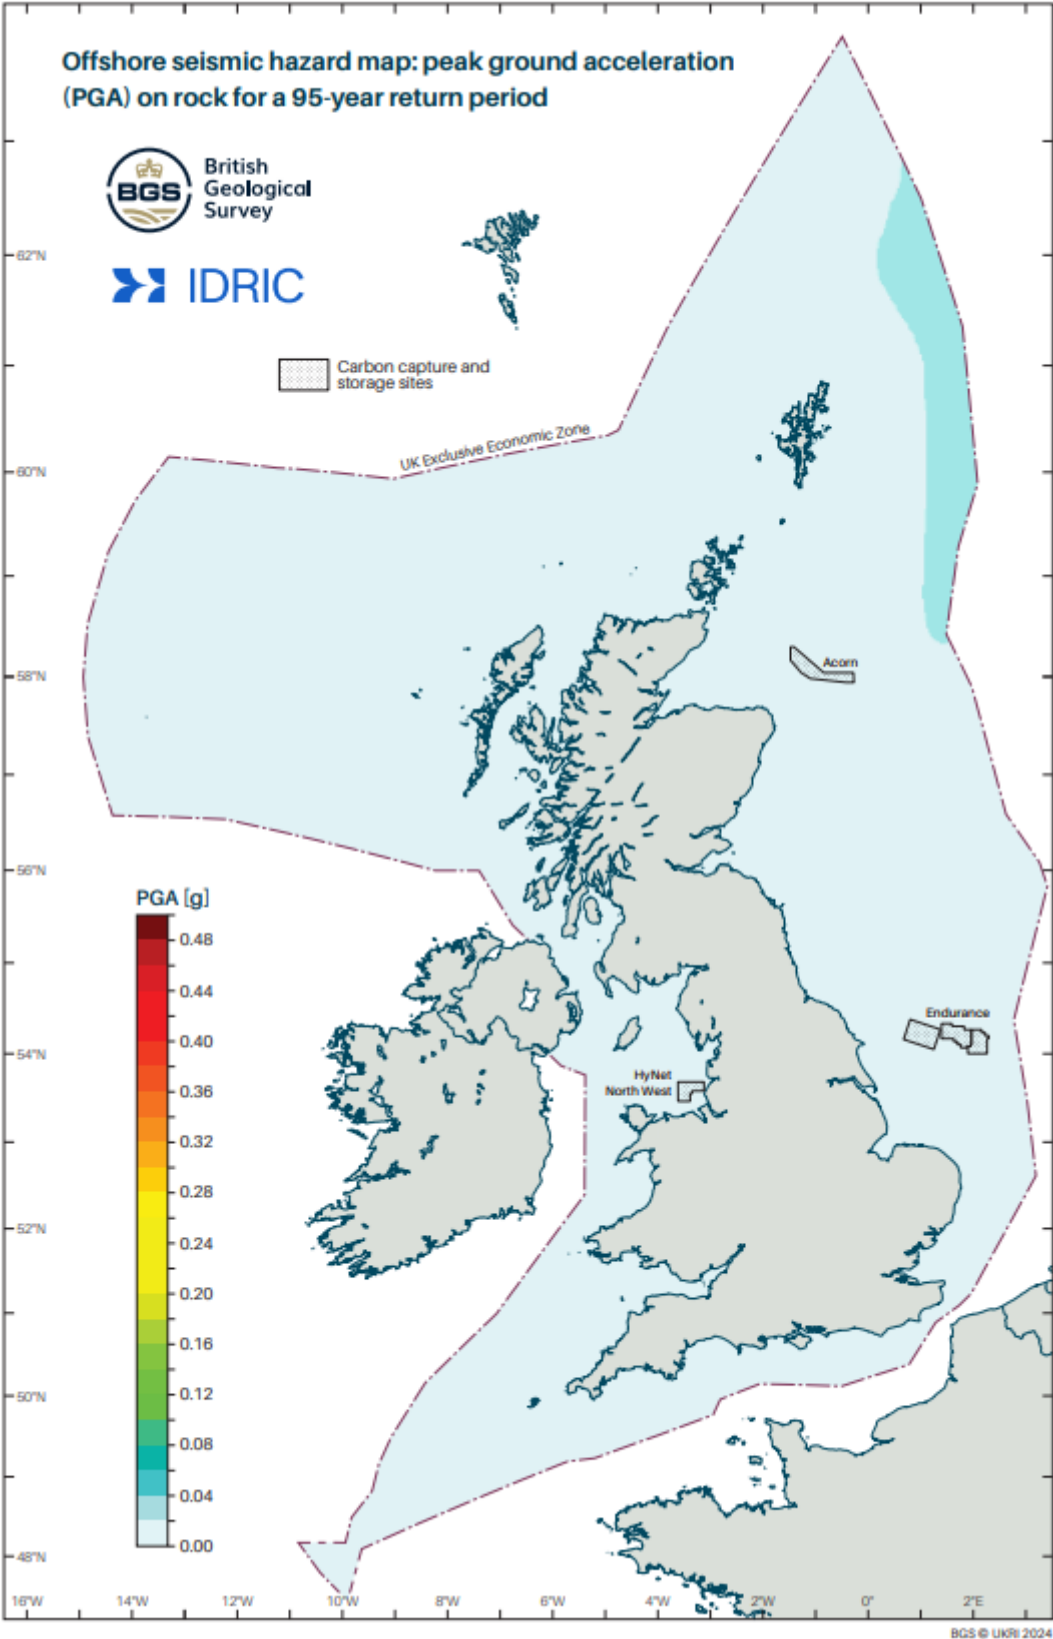 Offshore seismic hazard map: peak ground acceleration
(PGA) on rock for a 95-year return period
BGS
British
Geological
Survey
IDRIC
Carbon capture and
storage sites
UK Exclusive Economic Zone
62°N
60°N
58°N
56°N
54°N
52°N
50°N
48°N
Acorn
Endurance
HyNet
North West
PGA [g]
0.48
0.44
0.40
0.36
0.32
0.28
0.24
0.20
0.16
0.12
0.08
0.04
0.00
16°W
14°W
12°W
10°W
8°W
6°W
4°W
2°W
0°
2°E
BGS © UKRI 2024